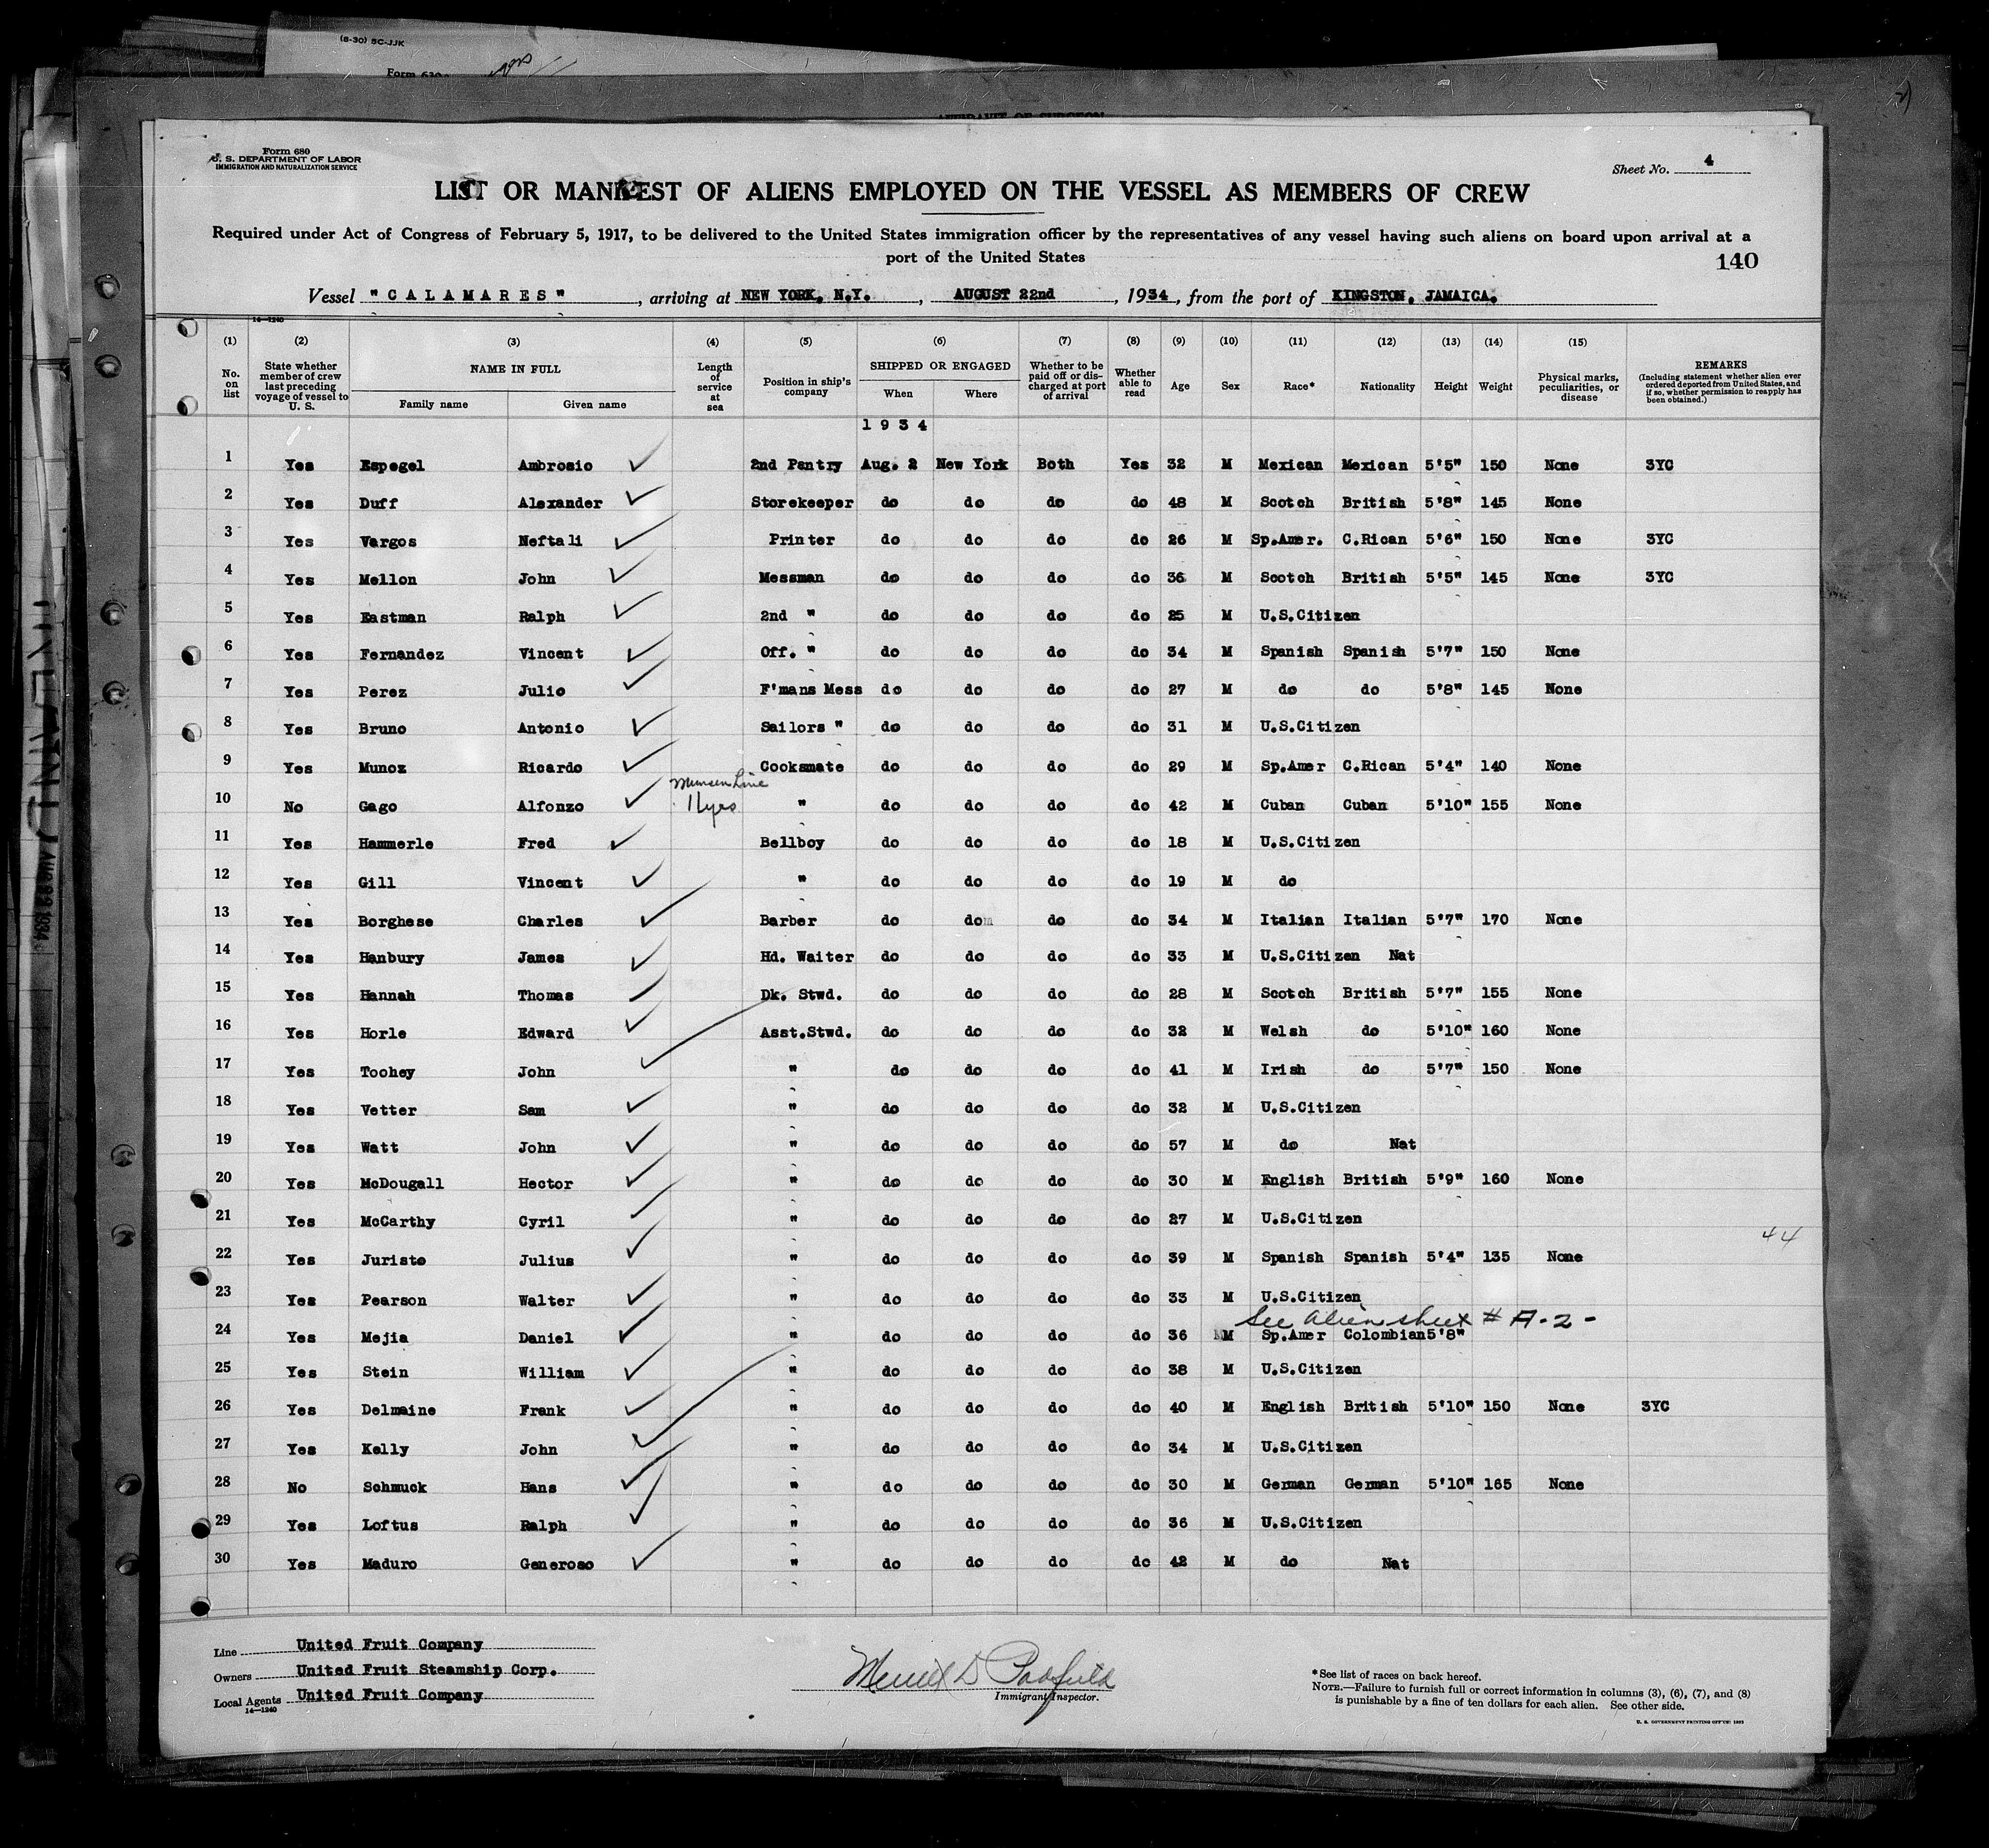 (8-30) 5C-JJK
Form 630
AFFIDAVIT OF SURGEON
Form 680
U. S. DEPARTMENT OF LABOR
IMMIGRATION AND NATURALIZATION SERVICE
Sheet No. 4
LIST OR MANIFEST OF ALIENS EMPLOYED ON THE VESSEL AS MEMBERS OF CREW
Required under Act of Congress of February 5, 1917, to be delivered to the United States immigration officer by the representatives of any vessel having such aliens on board upon arrival at a
port of the United States
140
Vessel "CALAMARES", arriving at NEW YORK, N.Y., AUGUST 22nd, 1934, from the port of KINGSTON, JAMAICA.
14—1240
(1) (2) (3) (4) (5) (6) (7) (8) (9) (10) (11) (12) (13) (14) (15)
No. on list
State whether member of crew last preceding voyage of vessel to U. S.
NAME IN FULL
Family name Given name
Length of service at sea
Position in ship's company
SHIPPED OR ENGAGED
When Where
Whether to be paid off or discharged at port of arrival
Whether able to read
Age Sex Race* Nationality Height Weight
Physical marks, peculiarities, or disease
REMARKS
(Including statement whether alien ever ordered deported from United States, and if so, whether permission to reapply has been obtained.)
1934
1 Yes Espegel Ambrosio 2nd Pantry Aug. 2 New York Both Yes 32 M Mexican Mexican 5'5" 150 None 3YC
2 Yes Duff Alexander Storekeeper do do do do 48 M Scotch British 5'8" 145 None
3 Yes Vargos Neftali Printer do do do do 26 M Sp.Amer. C.Rican 5'6" 150 None 3YC
4 Yes Mellon John Messman do do do do 36 M Scotch British 5'5" 145 None 3YC
5 Yes Eastman Ralph 2nd " do do do do 25 M U.S.Citizen
6 Yes Fernandez Vincent Off. " do do do do 34 M Spanish Spanish 5'7" 150 None
7 Yes Perez Julio F'mans Mess do do do do 27 M do do 5'8" 145 None
8 Yes Bruno Antonio Sailors " do do do do 31 M U.S.Citizen
9 Yes Munoz Ricardo Cooksmate do do do do 29 M Sp.Amer C.Rican 5'4" 140 None
Munson Line
10 No Gago Alfonzo 11yrs " do do do do 42 M Cuban Cuban 5'10" 155 None
11 Yes Hammerle Fred Bellboy do do do do 18 M U.S.Citizen
12 Yes Gill Vincent " do do do do 19 M do
13 Yes Borghese Charles Barber do do do do 34 M Italian Italian 5'7" 170 None
14 Yes Hanbury James Hd. Waiter do do do do 33 M U.S.Citizen Nat
15 Yes Hannah Thomas Dk. Stwd. do do do do 28 M Scotch British 5'7" 155 None
16 Yes Horle Edward Asst.Stwd. do do do do 32 M Welsh do 5'10" 160 None
17 Yes Toohey John " do do do do 41 M Irish do 5'7" 150 None
18 Yes Vetter Sam " do do do do 32 M U.S.Citizen
19 Yes Watt John " do do do do 57 M do Nat
20 Yes McDougall Hector " do do do do 30 M English British 5'9" 160 None
21 Yes McCarthy Cyril " do do do do 27 M U.S.Citizen
44
22 Yes Juristo Julius " do do do do 39 M Spanish Spanish 5'4" 135 None
23 Yes Pearson Walter " do do do do 33 M U.S.Citizen
See Alien sheet # A-2-
24 Yes Mejia Daniel " do do do do 36 M Sp.Amer Colombian 5'8"
25 Yes Stein William " do do do do 38 M U.S.Citizen
26 Yes Delmaine Frank " do do do do 40 M English British 5'10" 150 None 3YC
27 Yes Kelly John " do do do do 34 M U.S.Citizen
28 No Schmuck Hans " do do do do 30 M German German 5'10" 165 None
29 Yes Loftus Ralph " do do do do 36 M U.S.Citizen
30 Yes Maduro Generoso " do do do do 42 M do Nat
Line United Fruit Company
Owners United Fruit Steamship Corp.
Local Agents United Fruit Company
14—1240
Merrill D Padfield
Immigrant Inspector.
*See list of races on back hereof.
NOTE.—Failure to furnish full or correct information in columns (3), (6), (7), and (8)
is punishable by a fine of ten dollars for each alien. See other side.
U. S. GOVERNMENT PRINTING OFFICE: 1933
AUG 22 1934